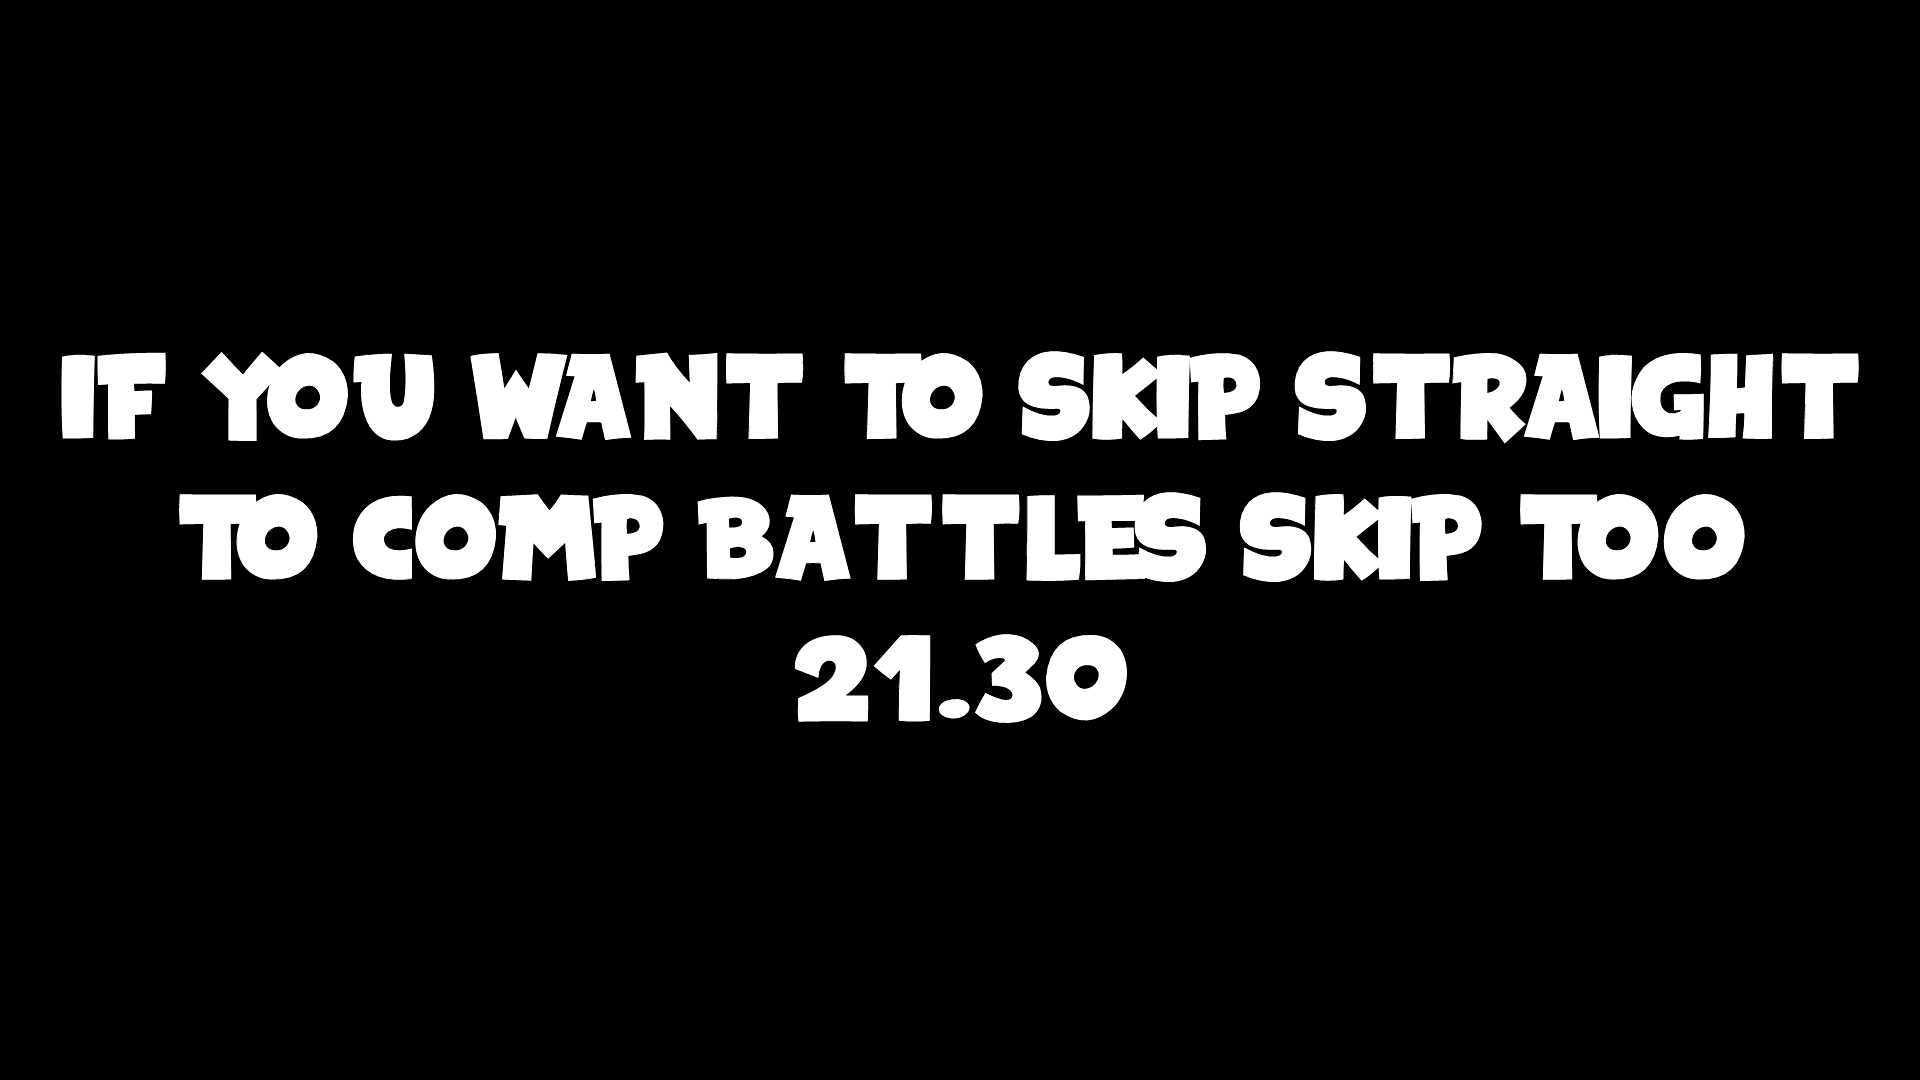 IF YOU WANT TO SKIP STRAIGHT
TO COMP BATTLES SKIP TOO
21.30